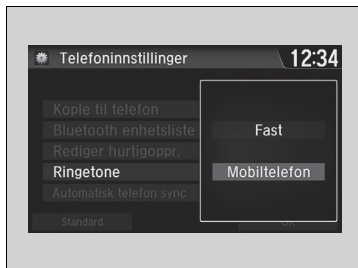 Telefoninnstillinger 12:34
Kople til telefon
Bluetooth enhetsliste
Rediger hurtigoppr.
Ringetone
Automatisk telefon sync
Fast
Mobiltelefon
Standard
OK